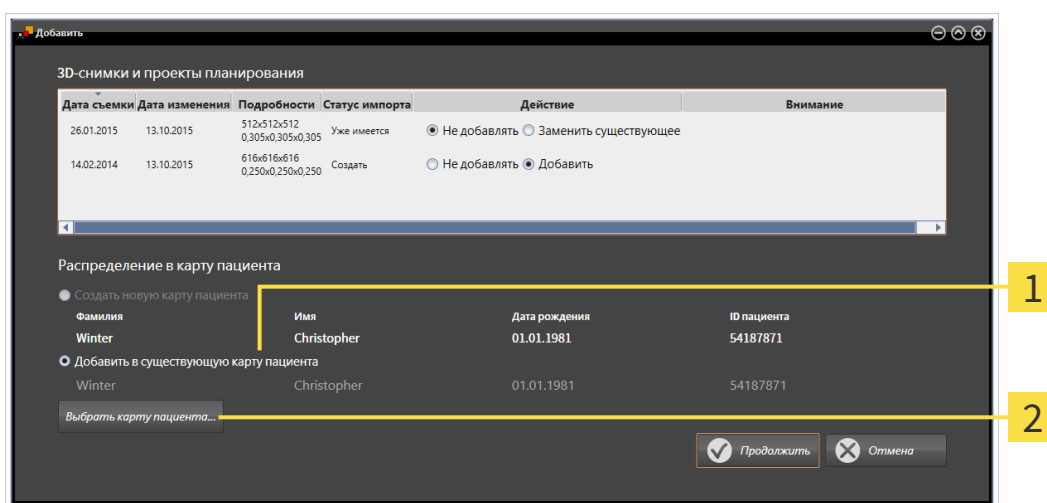 Добавить
3D-снимки и проекты планирования
Дата съемки Дата изменения Подробности Статус импорта Действие Внимание
26.01.2015 13.10.2015 512x512x512 0,305x0,305x0,305 Уже имеется Не добавлять Заменить существующее
14.02.2014 13.10.2015 616x616x616 0,250x0,250x0,250 Создать Не добавлять Добавить
Распределение в карту пациента
1
Создать новую карту пациента
Фамилия Имя Дата рождения ID пациента
Winter Christopher 01.01.1981 54187871
Добавить в существующую карту пациента
Winter Christopher 01.01.1981 54187871
Выбрать карту пациента...
2
Продолжить Отмена